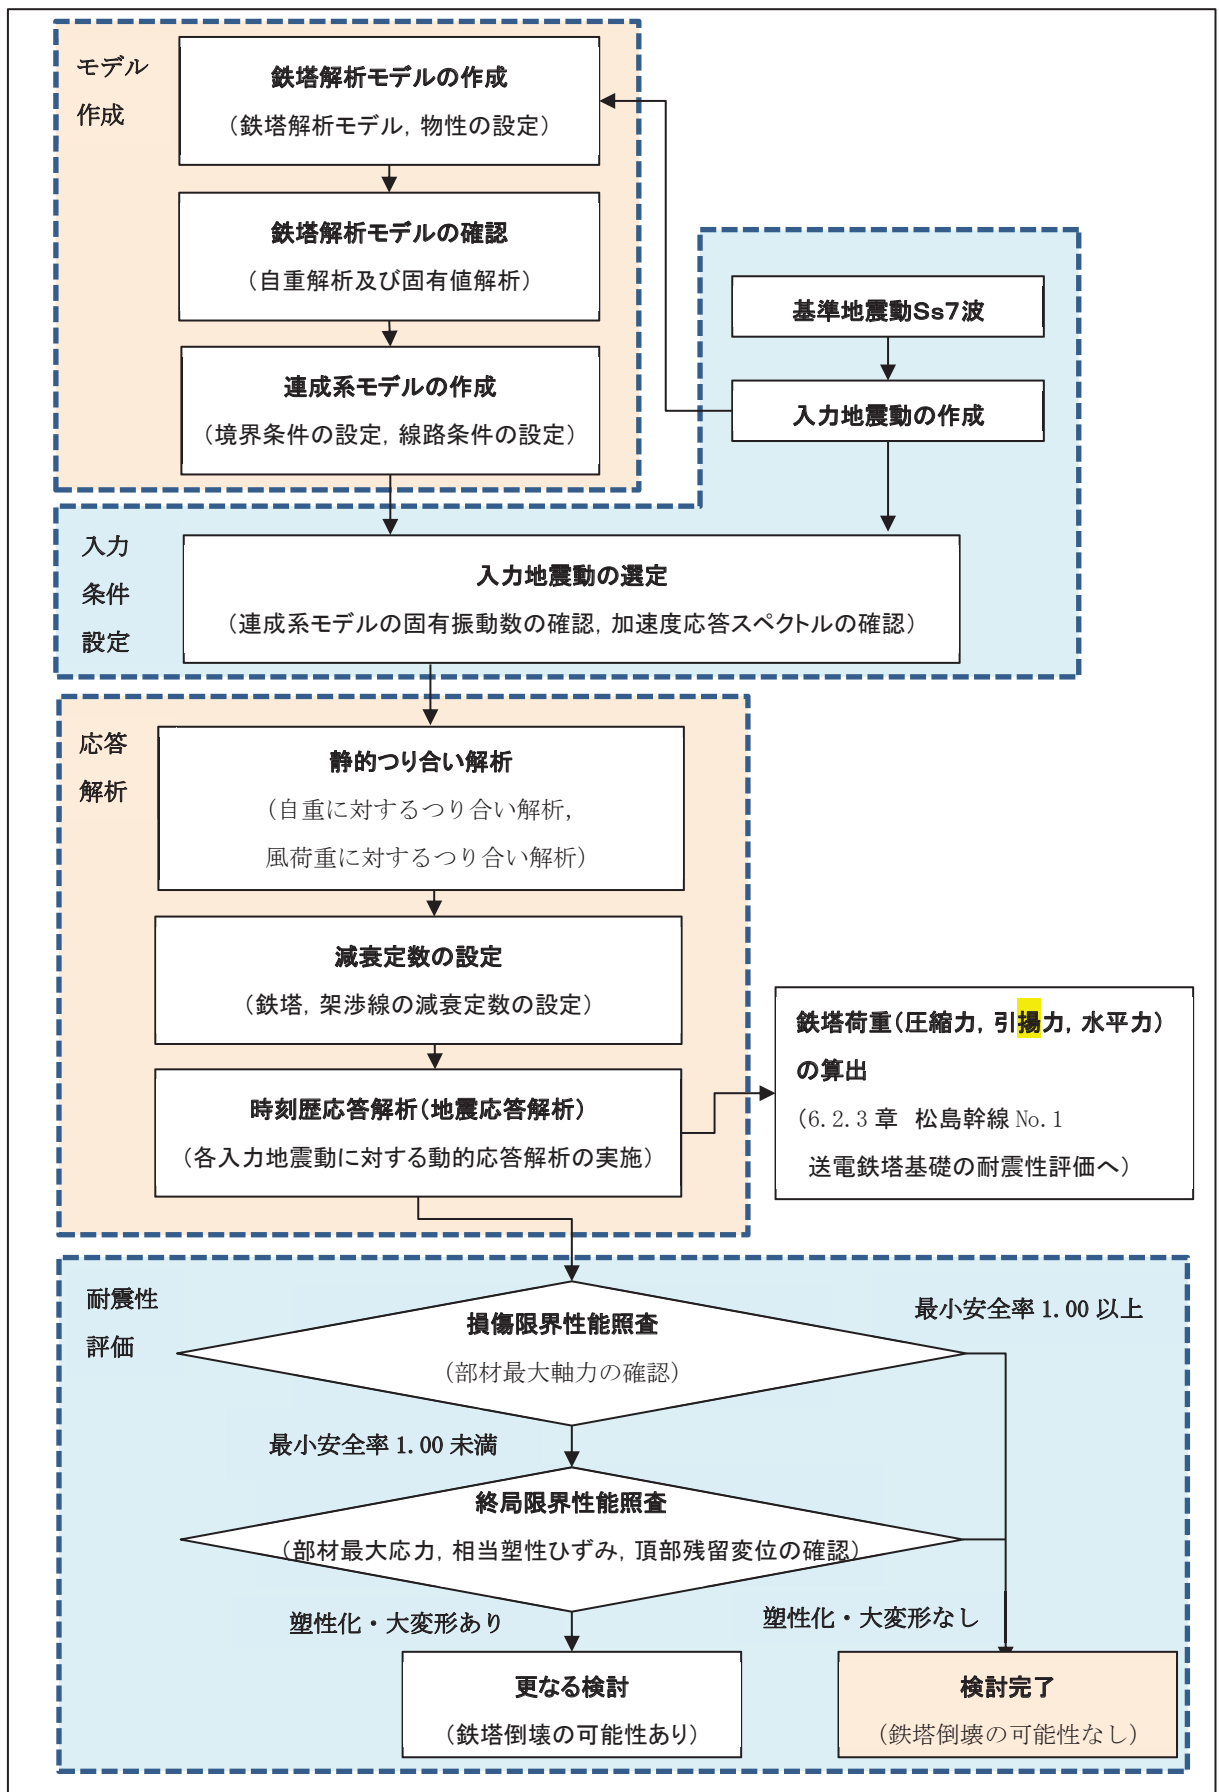 モデル
作成
鉄塔解析モデルの作成
（鉄塔解析モデル，物性の設定）
鉄塔解析モデルの確認
（自重解析及び固有値解析）
連成系モデルの作成
（境界条件の設定，線路条件の設定）
基準地震動Ss7波
入力地震動の作成
入力
条件
設定
入力地震動の選定
（連成系モデルの固有振動数の確認，加速度応答スペクトルの確認）
応答
解析
静的つり合い解析
（自重に対するつり合い解析，
風荷重に対するつり合い解析）
減衰定数の設定
（鉄塔，架渉線の減衰定数の設定）
時刻歴応答解析（地震応答解析）
（各入力地震動に対する動的応答解析の実施）
鉄塔荷重（圧縮力，引揚力，水平力）
の算出
（6.2.3 章　松島幹線 No.1
送電鉄塔基礎の耐震性評価へ）
耐震性
評価
損傷限界性能照査
（部材最大軸力の確認）
最小安全率 1.00 以上
最小安全率 1.00 未満
終局限界性能照査
（部材最大応力，相当塑性ひずみ，頂部残留変位の確認）
塑性化・大変形あり
塑性化・大変形なし
更なる検討
（鉄塔倒壊の可能性あり）
検討完了
（鉄塔倒壊の可能性なし）